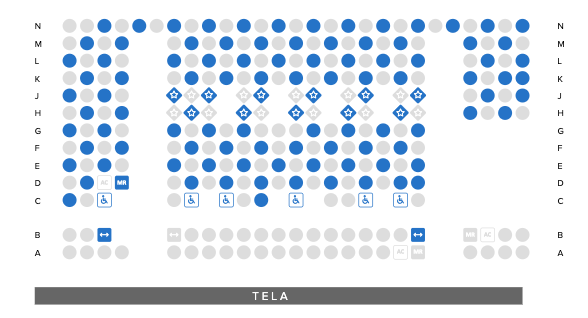 N N
M M
L L
K K
J J
H H
G G
F F
E E
D AC MR D
C C
B MR AC B
A AC MR A
TELA